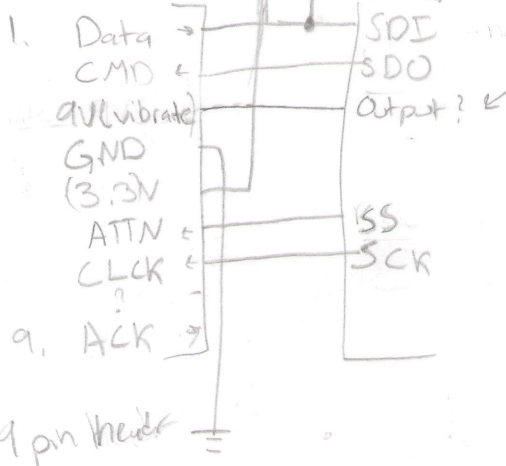 1. Data → SDI
CMD ← SDO
9V(vibrate) Output? ↙
GND
(3.3)V
ATTN ← SS
CLCK ← SCK
?
9. ACK →
9 pin header